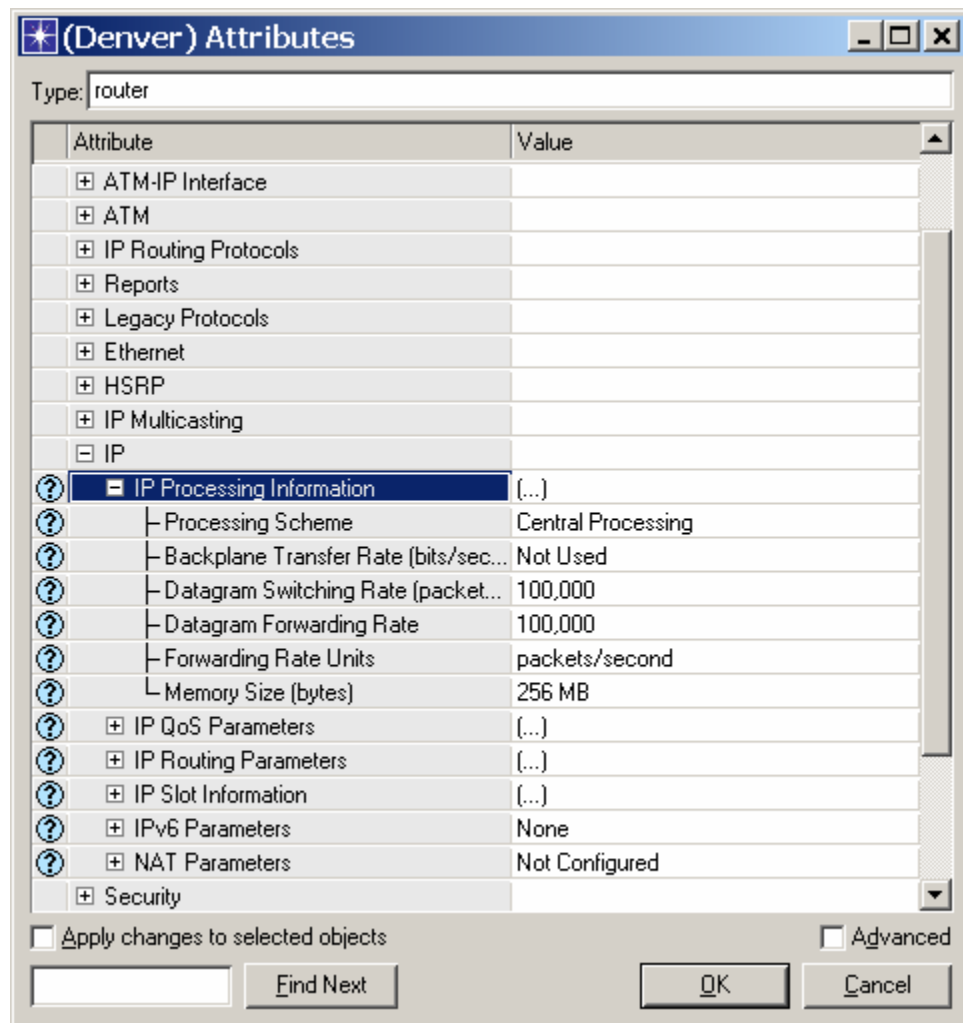 (Denver) Attributes
Type: router
Attribute Value
ATM-IP Interface
ATM
IP Routing Protocols
Reports
Legacy Protocols
Ethernet
HSRP
IP Multicasting
IP
IP Processing Information (...)
Processing Scheme Central Processing
Backplane Transfer Rate (bits/sec... Not Used
Datagram Switching Rate (packet... 100,000
Datagram Forwarding Rate 100,000
Forwarding Rate Units packets/second
Memory Size (bytes) 256 MB
IP QoS Parameters (...)
IP Routing Parameters (...)
IP Slot Information (...)
IPv6 Parameters None
NAT Parameters Not Configured
Security
Apply changes to selected objects Advanced
Find Next OK Cancel